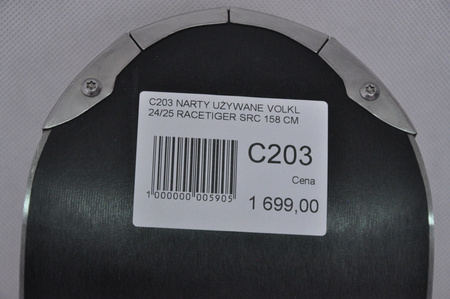 C203 NARTY UŻYWANE VOLKL
24/25 RACETIGER SRC 158 CM
C203
Cena
1 000000 005905
1 699,00